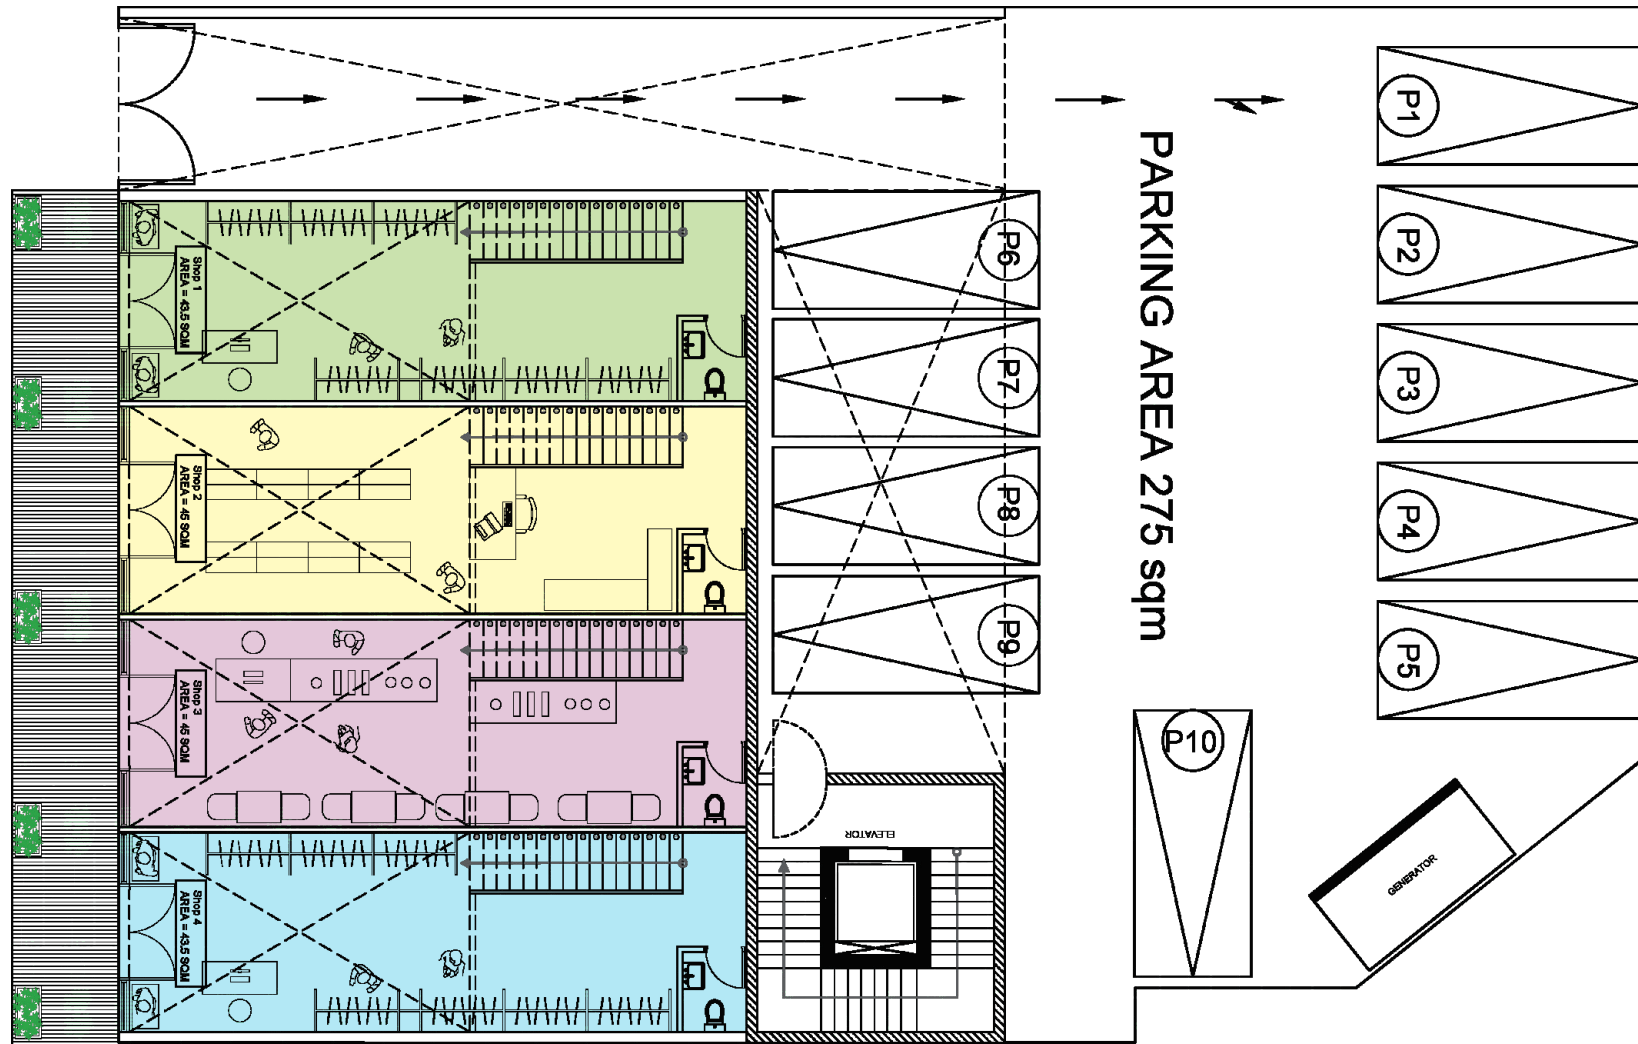 P1
P2
P3
P4
P5
P6
P7
P8
P9
P10
PARKING AREA 275 sqm
Shop 1
AREA = 43.5 SQM
Shop 2
AREA = 45 SQM
Shop 3
AREA = 45 SQM
Shop 4
AREA = 43.5 SQM
ELEVATOR
GENERATOR